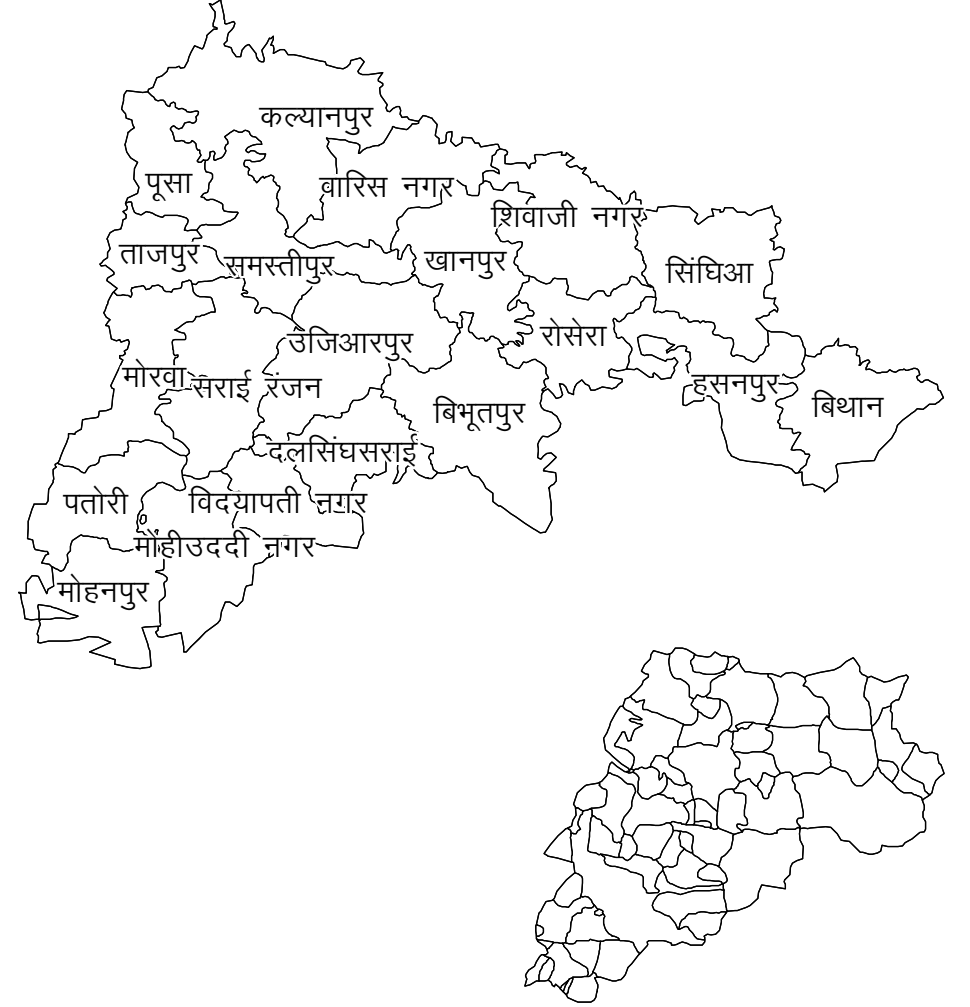 कल्यानपुर
पूसा
वारिस नगर
शिवाजी नगर
ताजपुर
समस्तीपुर
खानपुर
सिंघिआ
उजिआरपुर
रोसेरा
मोरवा
सराई रंजन
हसनपुर
बिथान
बिभूतपुर
दलसिंघसराई
पतोरी
विदयापती नगर
मोंहीउददी नगर
मोहनपुर